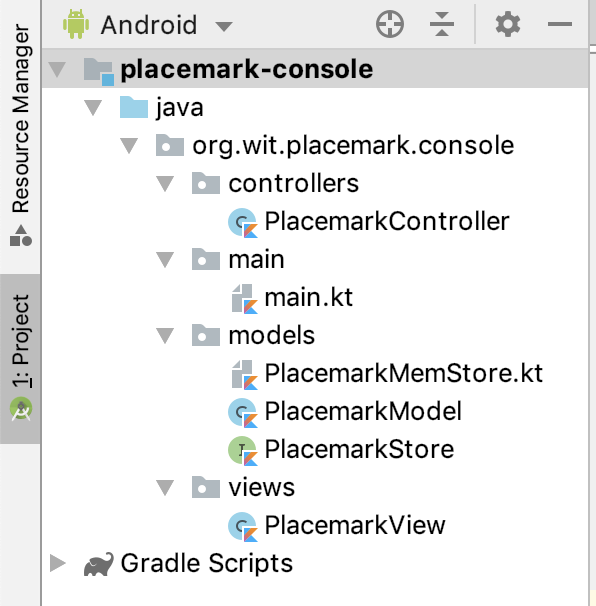 Android
Resource Manager
placemark-console
java
org.wit.placemark.console
controllers
PlacemarkController
main
main.kt
1: Project
models
PlacemarkMemStore.kt
PlacemarkModel
PlacemarkStore
views
PlacemarkView
Gradle Scripts